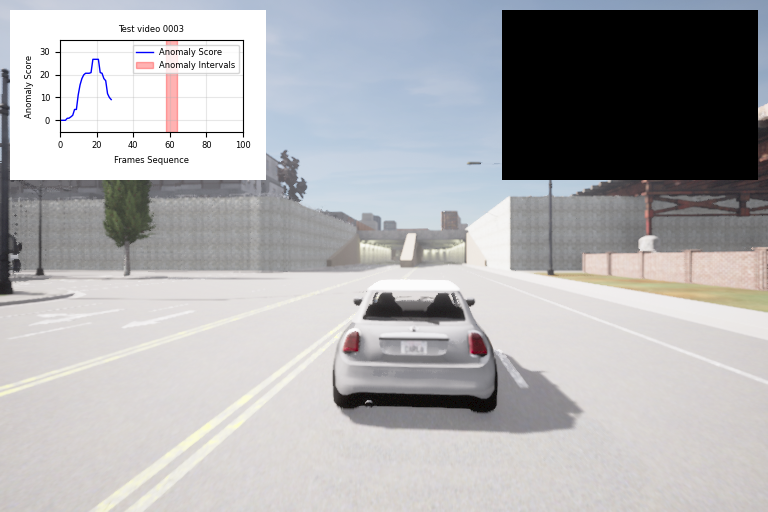 Test video 0003
Anomaly Score
30
20
10
0
Anomaly Score
Anomaly Intervals
0 20 40 60 80 100
Frames Sequence